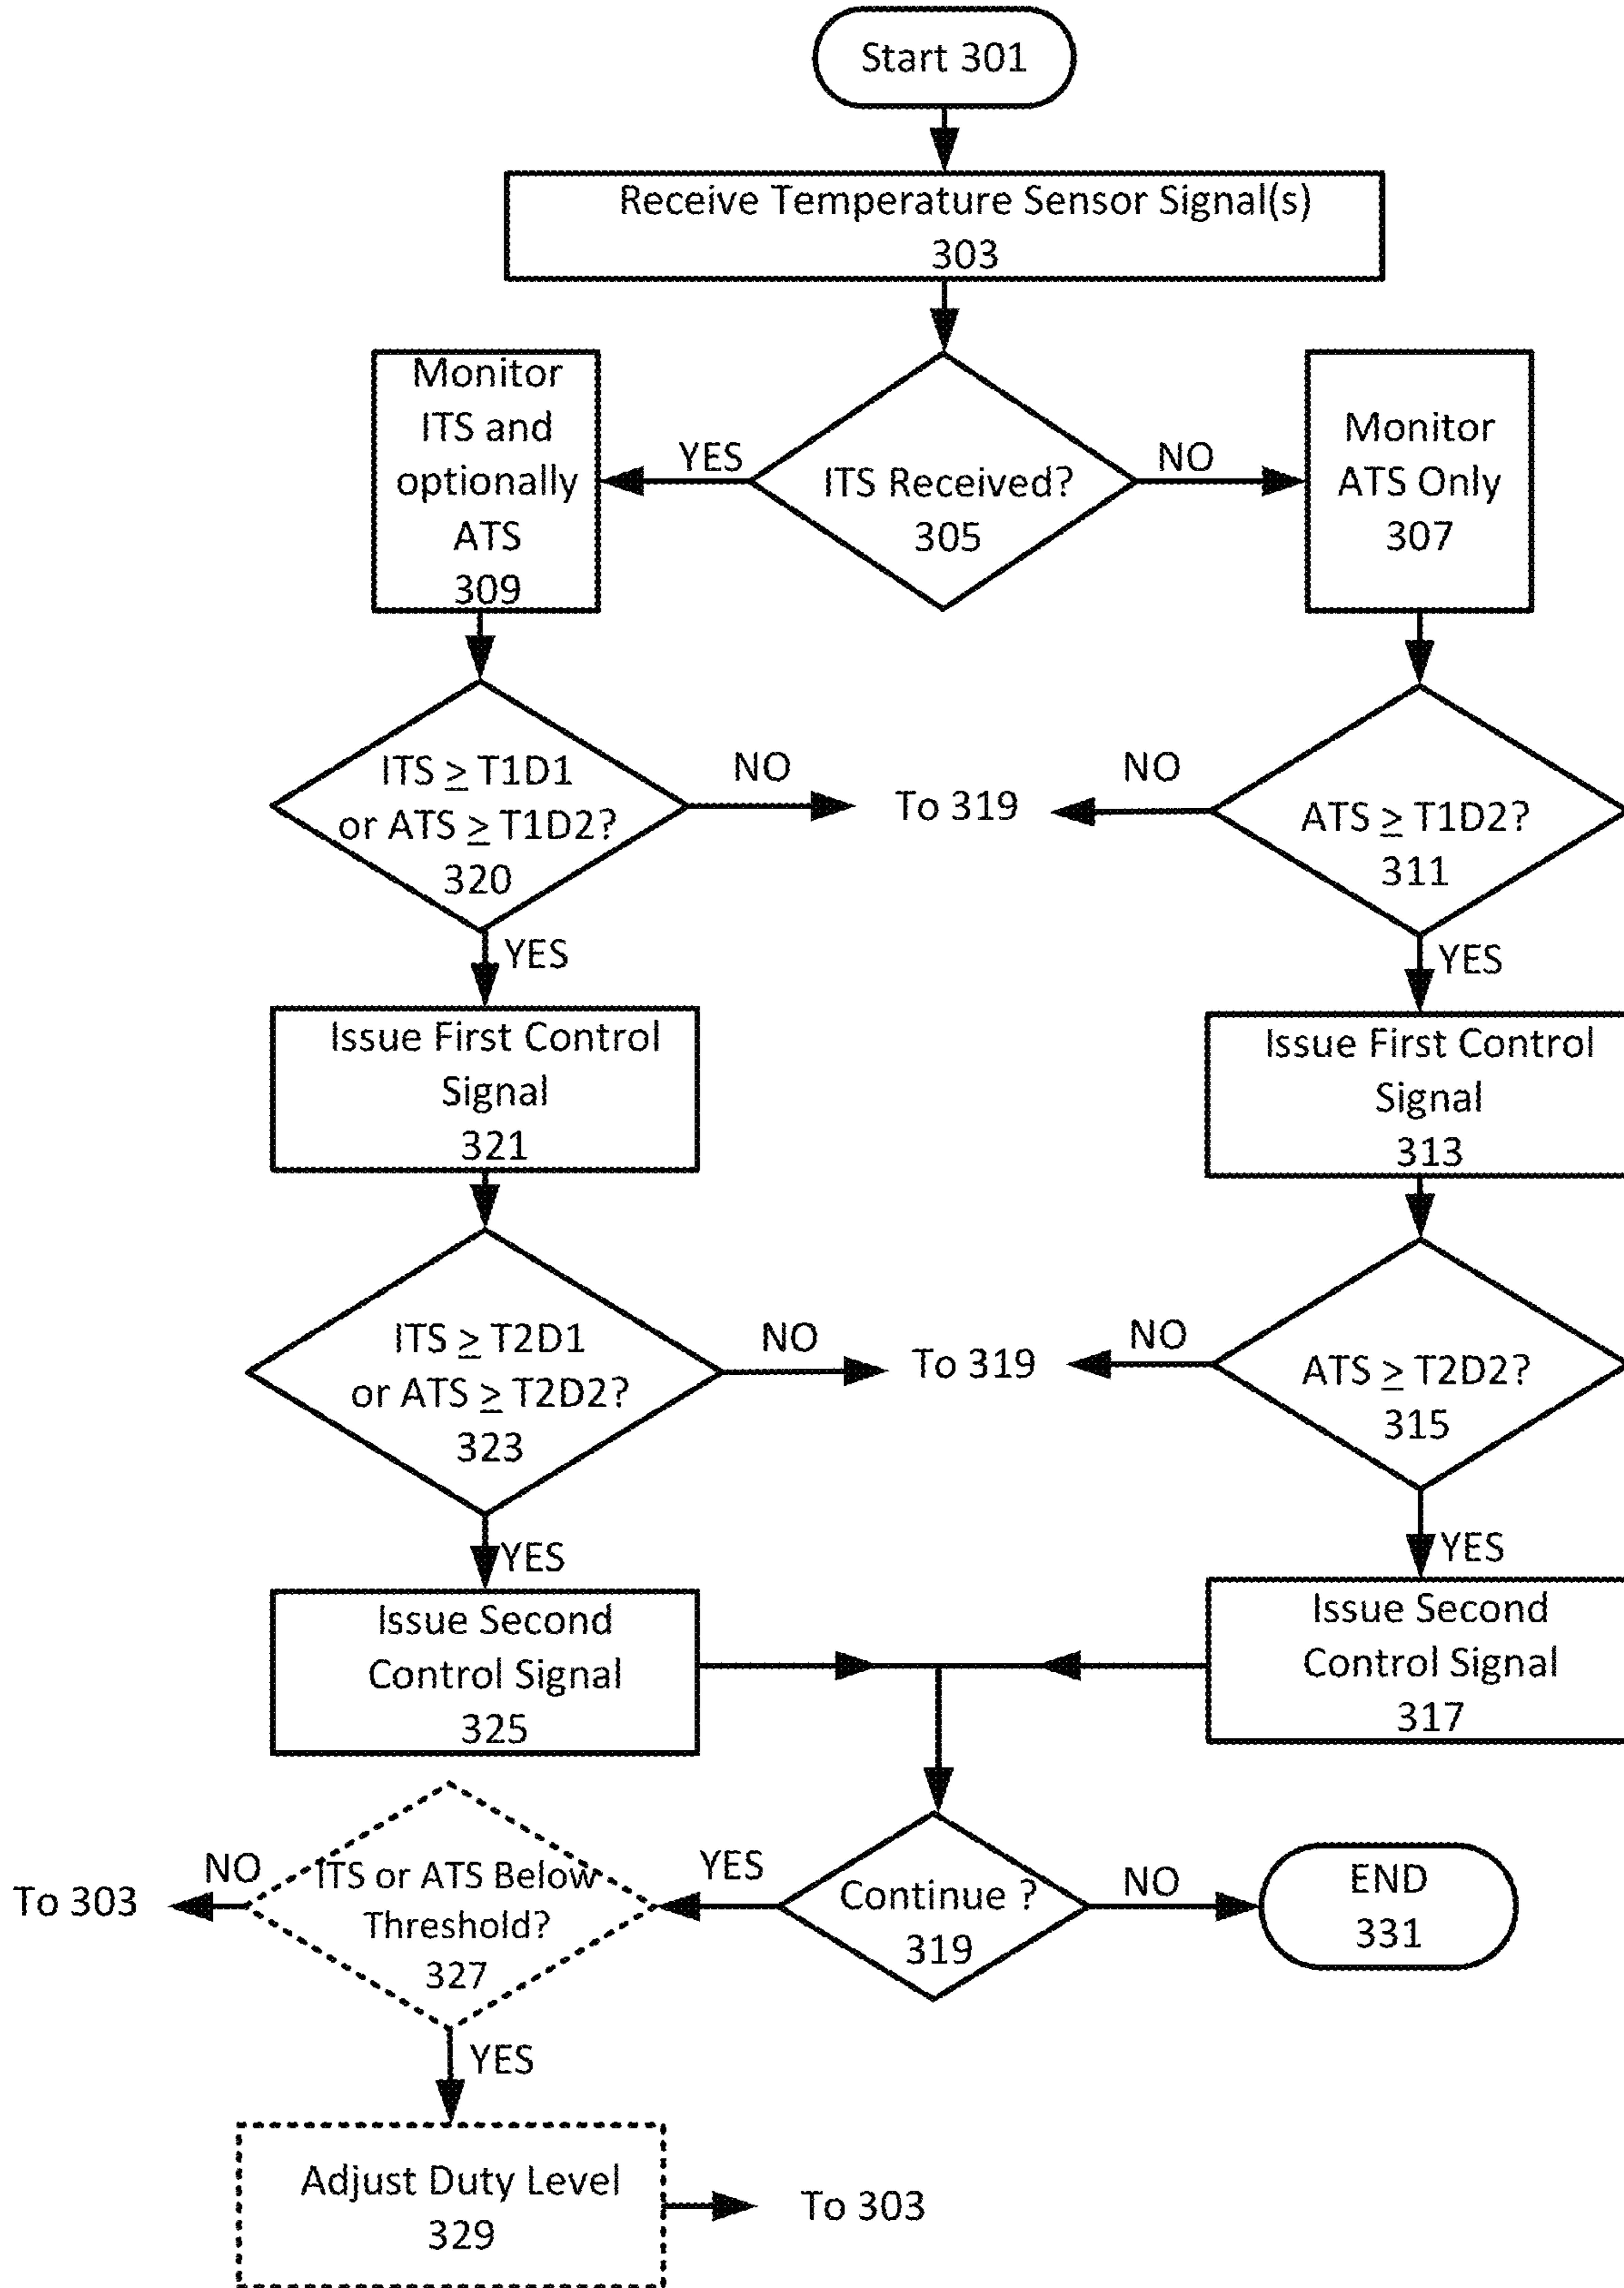 Start 301
Receive Temperature Sensor Signal(s)
303
Monitor
ITS and
optionally
ATS
309
YES
ITS Received?
305
NO
Monitor
ATS Only
307
ITS ≥ T1D1
or ATS ≥ T1D2?
320
NO
To 319
NO
ATS ≥ T1D2?
311
YES
YES
Issue First Control
Signal
321
Issue First Control
Signal
313
ITS ≥ T2D1
or ATS ≥ T2D2?
323
NO
To 319
NO
ATS ≥ T2D2?
315
YES
YES
Issue Second
Control Signal
325
Issue Second
Control Signal
317
To 303
NO
ITS or ATS Below
Threshold?
327
YES
Continue ?
319
NO
END
331
YES
Adjust Duty Level
329
To 303